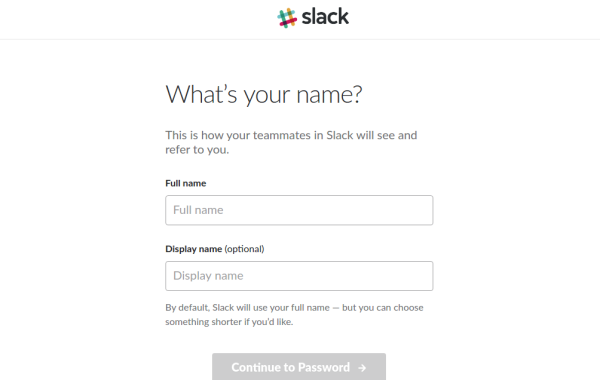 slack
What's your name?
This is how your teammates in Slack will see and
refer to you.
Full name
Full name
Display name (optional)
Display name
By default, Slack will use your full name — but you can choose
something shorter if you'd like.
Continue to Password →